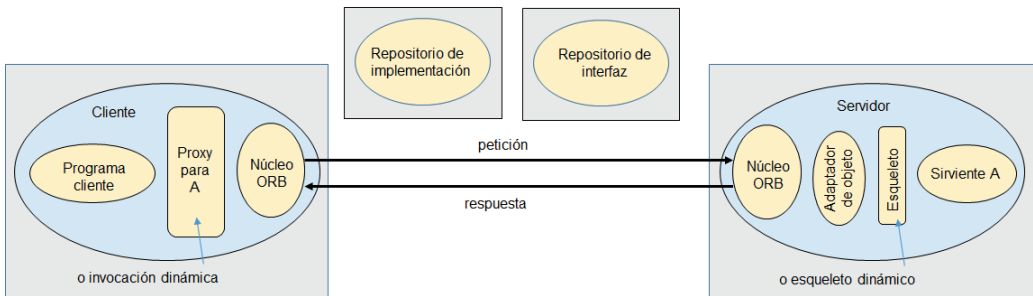 Repositorio de
implementación
Repositorio de
interfaz
Cliente
Programa
cliente
Proxy
para
A
Núcleo
ORB
o invocación dinámica
petición
respuesta
Servidor
Núcleo
ORB
Adaptador
de objeto
Esqueleto
Sirviente A
o esqueleto dinámico